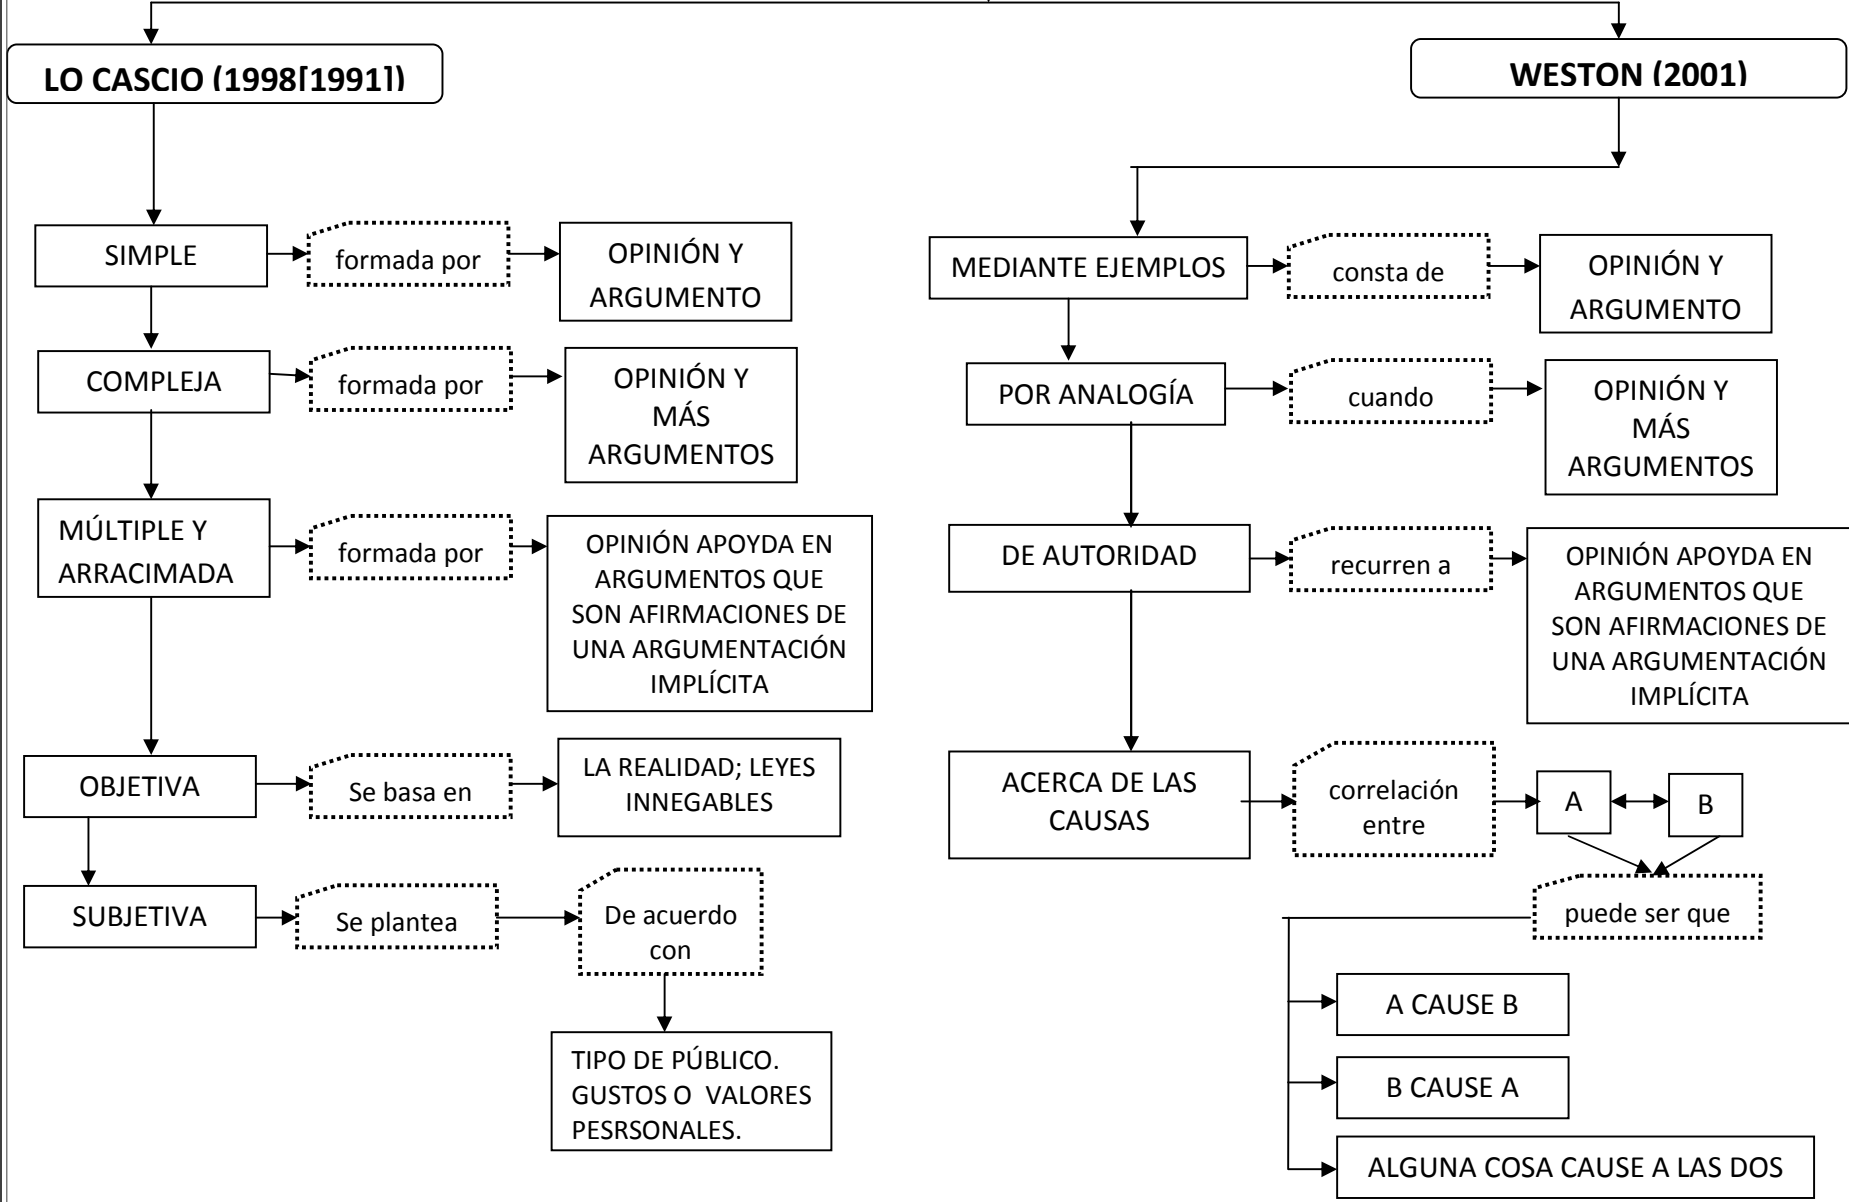 LO CASCIO (1998[1991])
WESTON (2001)
SIMPLE
formada por
OPINIÓN Y
ARGUMENTO
COMPLEJA
formada por
OPINIÓN Y
MÁS
ARGUMENTOS
MÚLTIPLE Y
ARRACIMADA
formada por
OPINIÓN APOYDA EN
ARGUMENTOS QUE
SON AFIRMACIONES DE
UNA ARGUMENTACIÓN
IMPLÍCITA
OBJETIVA
Se basa en
LA REALIDAD; LEYES
INNEGABLES
SUBJETIVA
Se plantea
De acuerdo
con
TIPO DE PÚBLICO.
GUSTOS O VALORES
PESRSONALES.
MEDIANTE EJEMPLOS
consta de
OPINIÓN Y
ARGUMENTO
POR ANALOGÍA
cuando
OPINIÓN Y
MÁS
ARGUMENTOS
DE AUTORIDAD
recurren a
OPINIÓN APOYDA EN
ARGUMENTOS QUE
SON AFIRMACIONES DE
UNA ARGUMENTACIÓN
IMPLÍCITA
ACERCA DE LAS
CAUSAS
correlación
entre
A
B
puede ser que
A CAUSE B
B CAUSE A
ALGUNA COSA CAUSE A LAS DOS